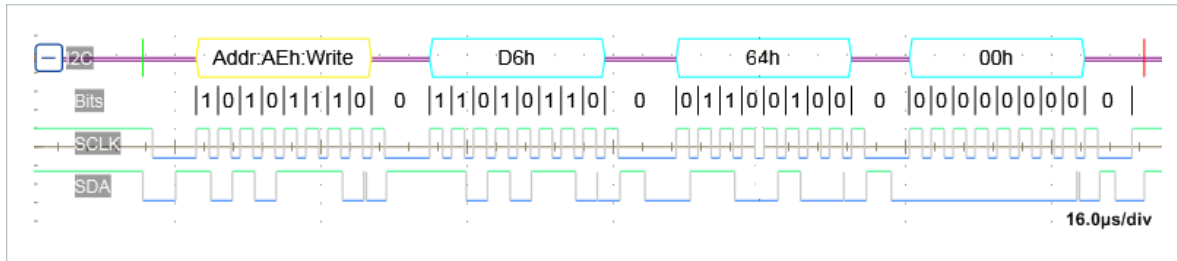 I2C Addr:AEh:Write D6h 64h 00h
Bits 1 0 1 0 1 1 1 0 0 1 1 0 1 0 1 1 0 0 0 1 1 0 0 1 0 0 0 0 0 0 0 0 0 0 0 0
SCLK
SDA
16.0µs/div